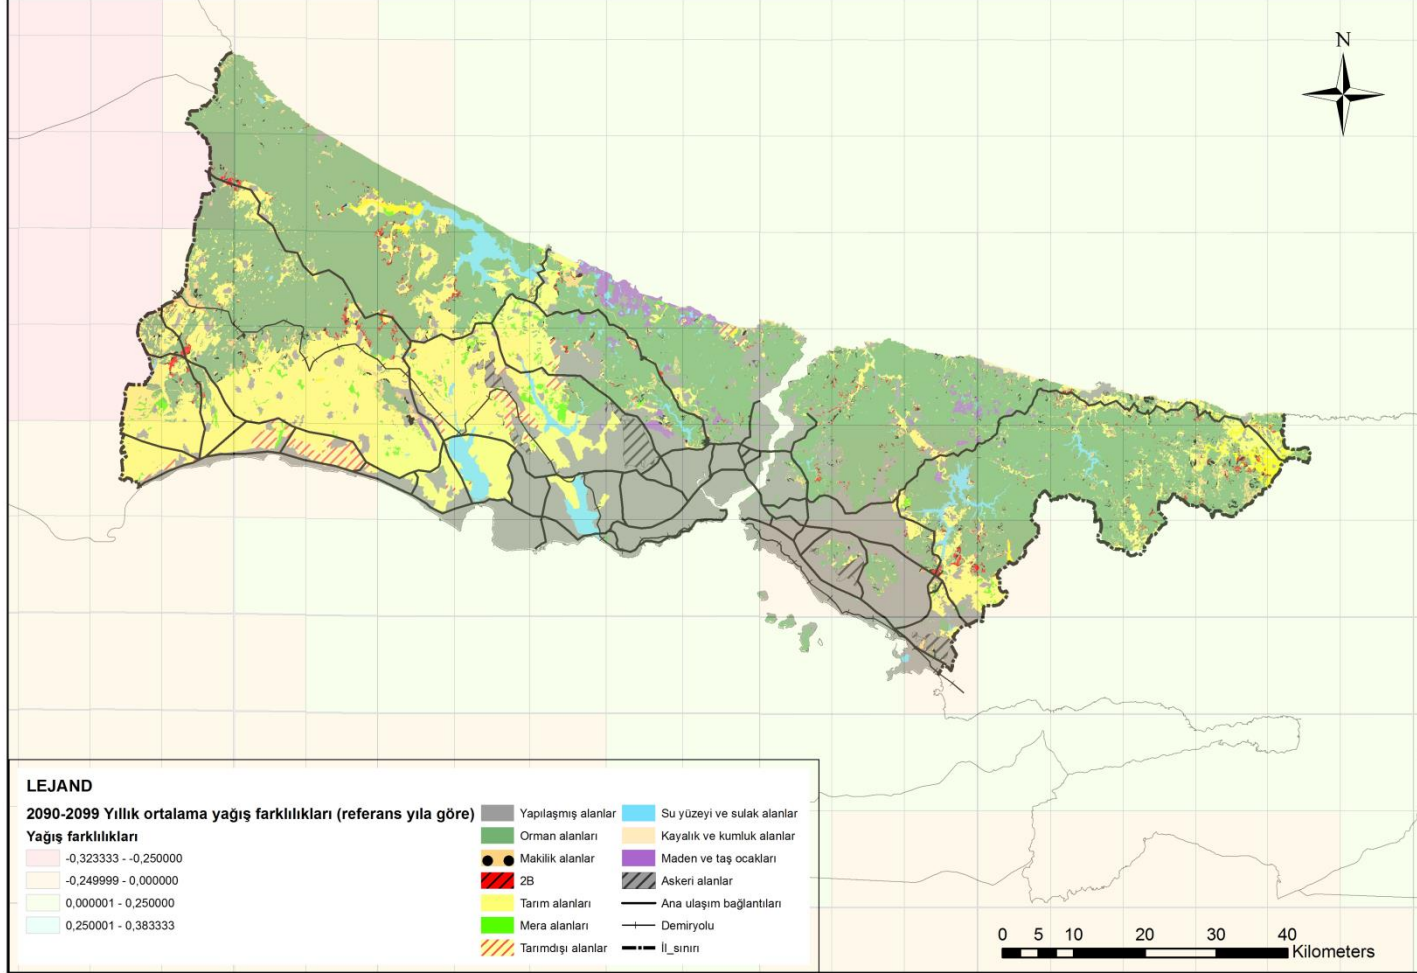 N
LEJAND
2090-2099 Yıllık ortalama yağış farklılıkları (referans yıla göre)
Yağış farklılıkları
-0,323333 - -0,250000
-0,249999 - 0,000000
0,000001 - 0,250000
0,250001 - 0,383333
Yapılaşmış alanlar
Orman alanları
Makilik alanlar
2B
Tarım alanları
Mera alanları
Tarımdışı alanlar
Su yüzeyi ve sulak alanlar
Kayalık ve kumluk alanlar
Maden ve taş ocakları
Askeri alanlar
Ana ulaşım bağlantıları
Demiryolu
İl_sınırı
0 5 10 20 30 40
Kilometers